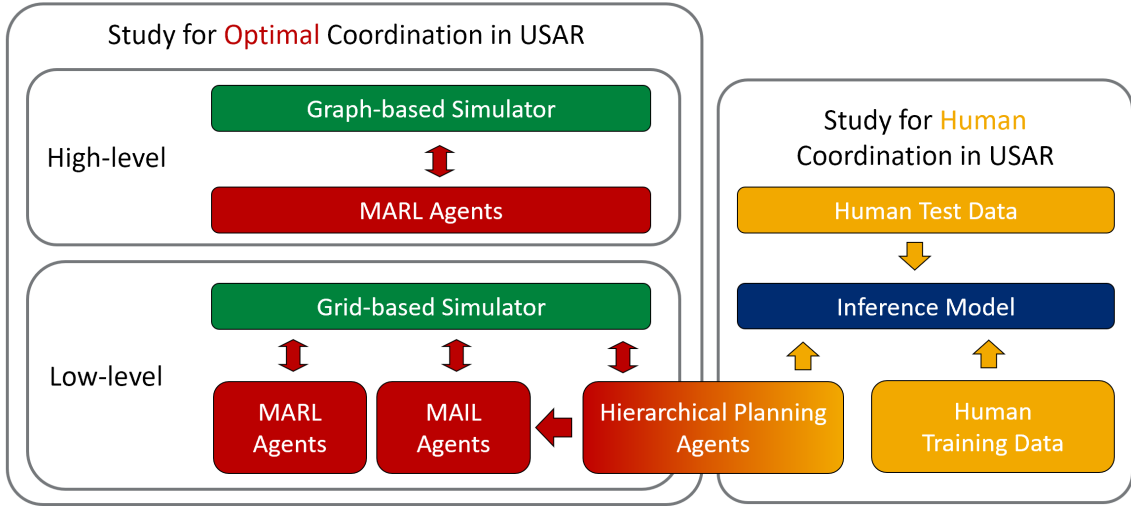 Study for Optimal Coordination in USAR
High-level
Graph-based Simulator
MARL Agents
Low-level
Grid-based Simulator
MARL
Agents
MAIL
Agents
Hierarchical Planning
Agents
Study for Human
Coordination in USAR
Human Test Data
Inference Model
Human
Training Data